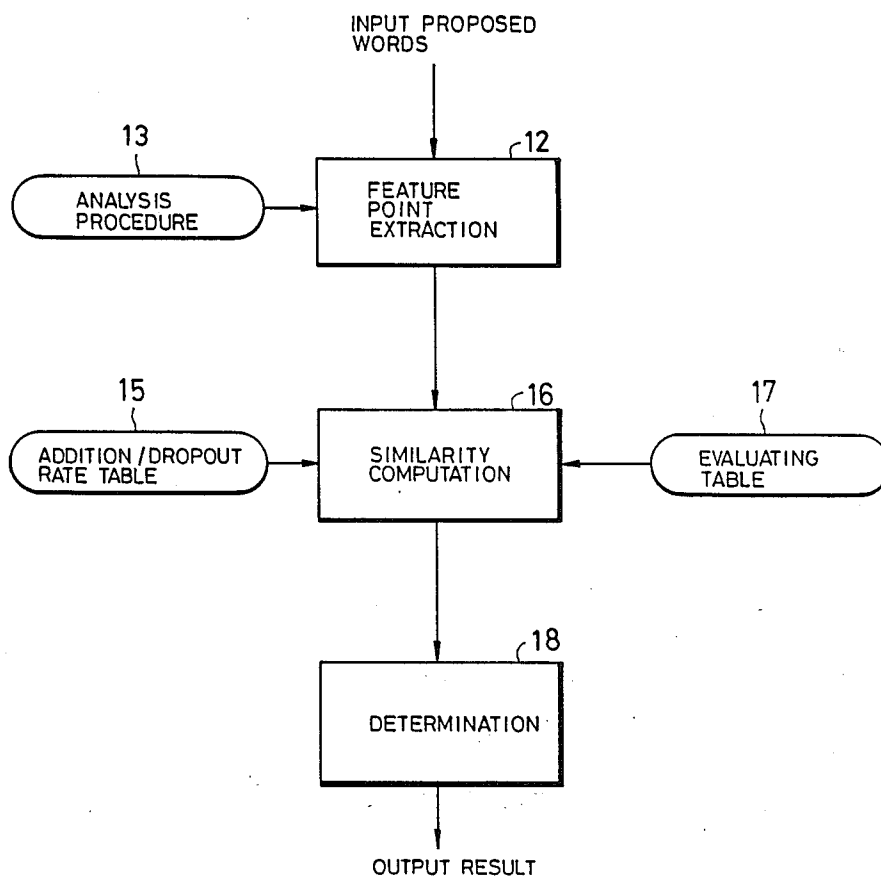 INPUT PROPOSED
WORDS
13
12
ANALYSIS
PROCEDURE
FEATURE
POINT
EXTRACTION
15
16
17
ADDITION/DROPOUT
RATE TABLE
SIMILARITY
COMPUTATION
EVALUATING
TABLE
18
DETERMINATION
OUTPUT RESULT